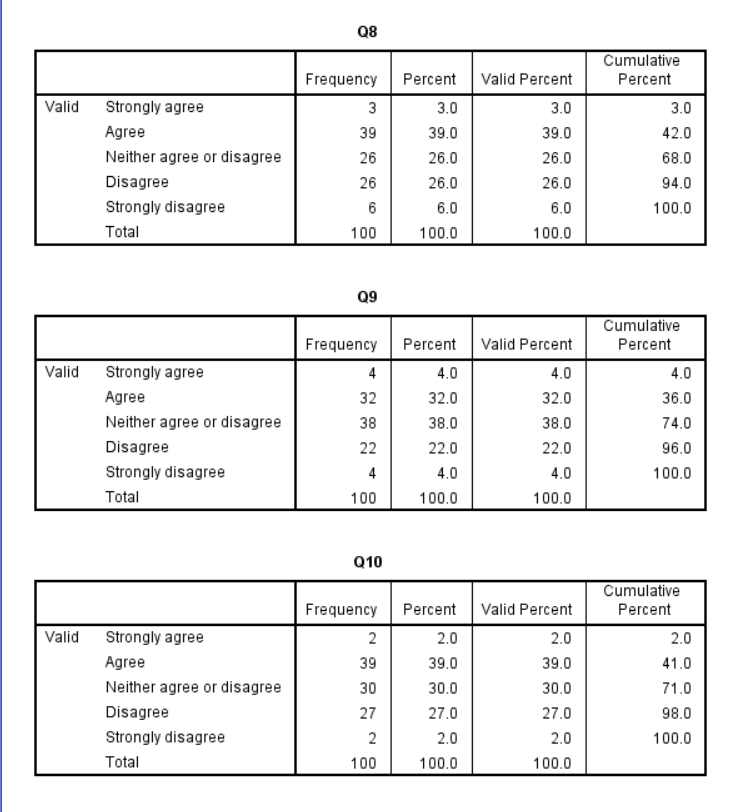 Q8
Frequency Percent Valid Percent Cumulative Percent
Valid Strongly agree 3 3.0 3.0 3.0
Agree 39 39.0 39.0 42.0
Neither agree or disagree 26 26.0 26.0 68.0
Disagree 26 26.0 26.0 94.0
Strongly disagree 6 6.0 6.0 100.0
Total 100 100.0 100.0
Q9
Frequency Percent Valid Percent Cumulative Percent
Valid Strongly agree 4 4.0 4.0 4.0
Agree 32 32.0 32.0 36.0
Neither agree or disagree 38 38.0 38.0 74.0
Disagree 22 22.0 22.0 96.0
Strongly disagree 4 4.0 4.0 100.0
Total 100 100.0 100.0
Q10
Frequency Percent Valid Percent Cumulative Percent
Valid Strongly agree 2 2.0 2.0 2.0
Agree 39 39.0 39.0 41.0
Neither agree or disagree 30 30.0 30.0 71.0
Disagree 27 27.0 27.0 98.0
Strongly disagree 2 2.0 2.0 100.0
Total 100 100.0 100.0